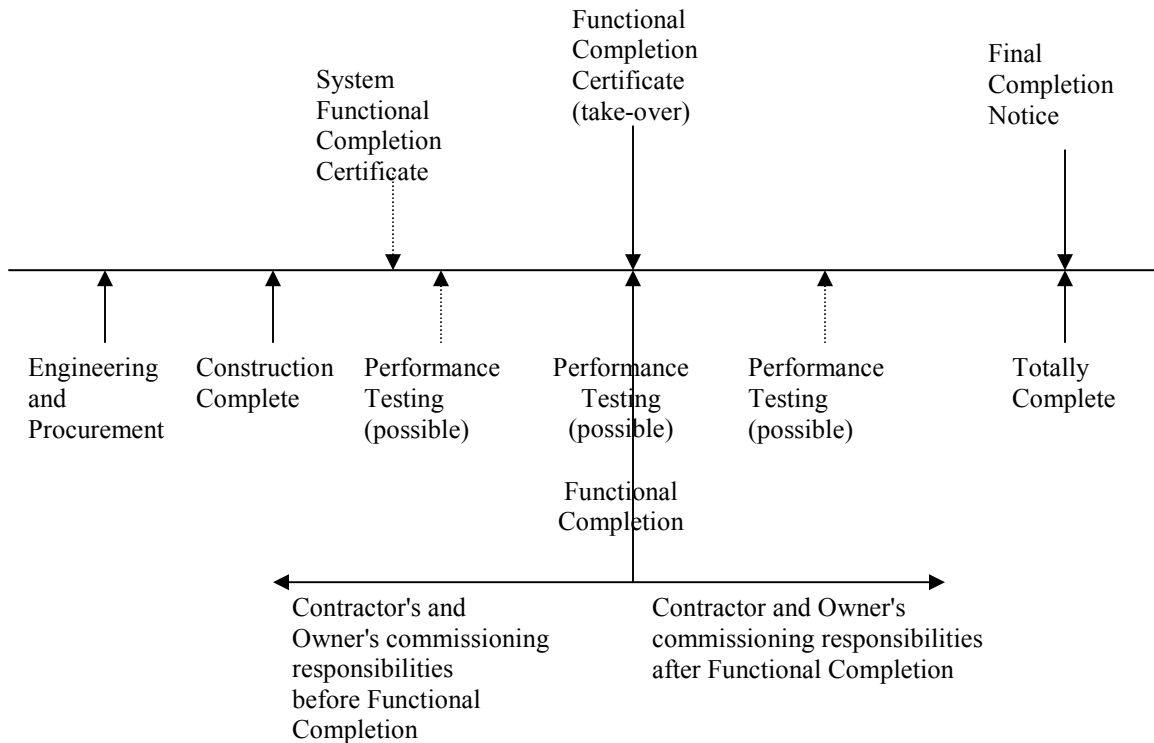 System
Functional
Completion
Certificate
Functional
Completion
Certificate
(take-over)
Final
Completion
Notice
Engineering
and
Procurement
Construction
Complete
Performance
Testing
(possible)
Performance
Testing
(possible)
Functional
Completion
Performance
Testing
(possible)
Totally
Complete
Contractor's and
Owner's commissioning
responsibilities
before Functional
Completion
Contractor and Owner's
commissioning responsibilities
after Functional Completion